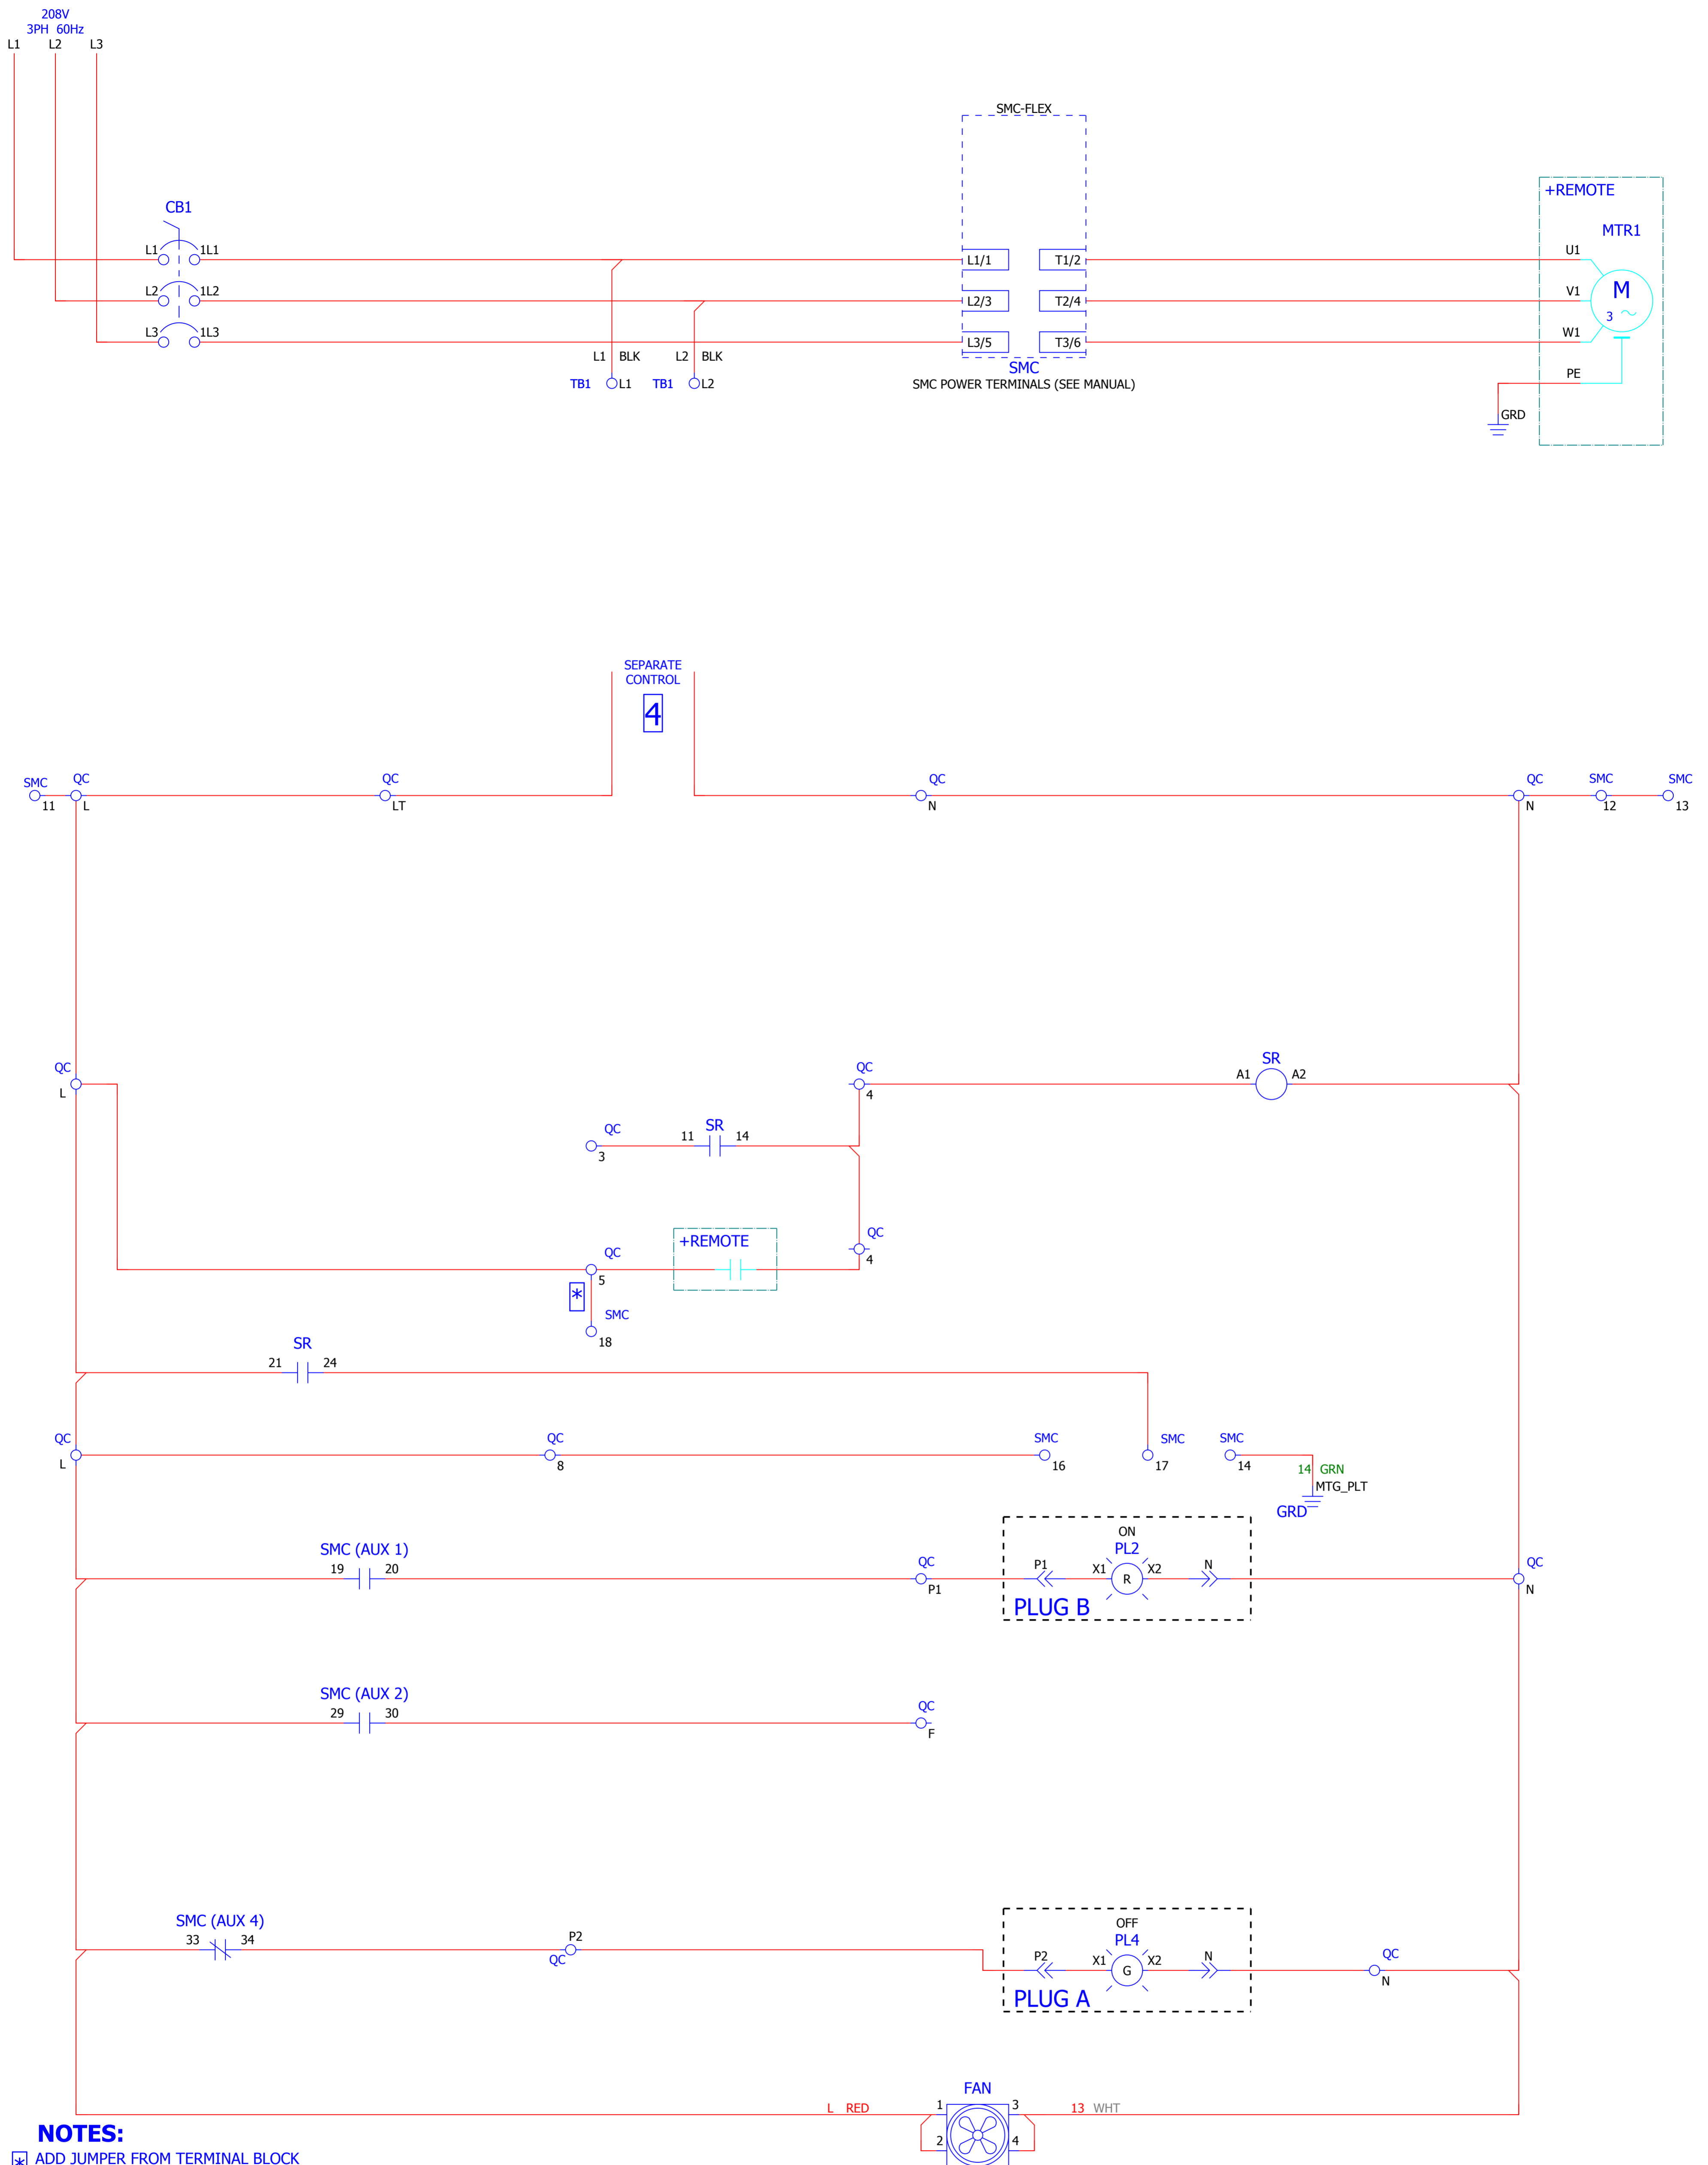 208V
3PH 60Hz
L1 L2 L3
SMC-FLEX
+REMOTE
CB1
MTR1
L1 1L1
L1/1 T1/2
U1
L2 1L2
L2/3 T2/4
V1
M
3
L3 1L3
L3/5 T3/6
W1
L1 BLK L2 BLK
SMC
PE
TB1 L1 TB1 L2
SMC POWER TERMINALS (SEE MANUAL)
GRD
SEPARATE
CONTROL
4
SMC QC QC QC QC SMC SMC
11 L LT N N 12 13
QC QC SR
A1 A2
L 4
QC SR
11 14
3
QC
+REMOTE
QC
4
5
*
SMC
18
SR
21 24
QC QC SMC SMC SMC
L 8 16 17 14
14 GRN
MTG_PLT
GRD
ON
SMC (AUX 1)
PL2
19 20
QC P1 X1 R X2 N QC
P1 N
PLUG B
SMC (AUX 2)
29 30
QC
F
SMC (AUX 4)
OFF
33 34
P2
PL4
QC
P2 X1 G X2 N QC
N
PLUG A
FAN
L RED 1 3 13 WHT
2 4
NOTES:
* ADD JUMPER FROM TERMINAL BLOCK